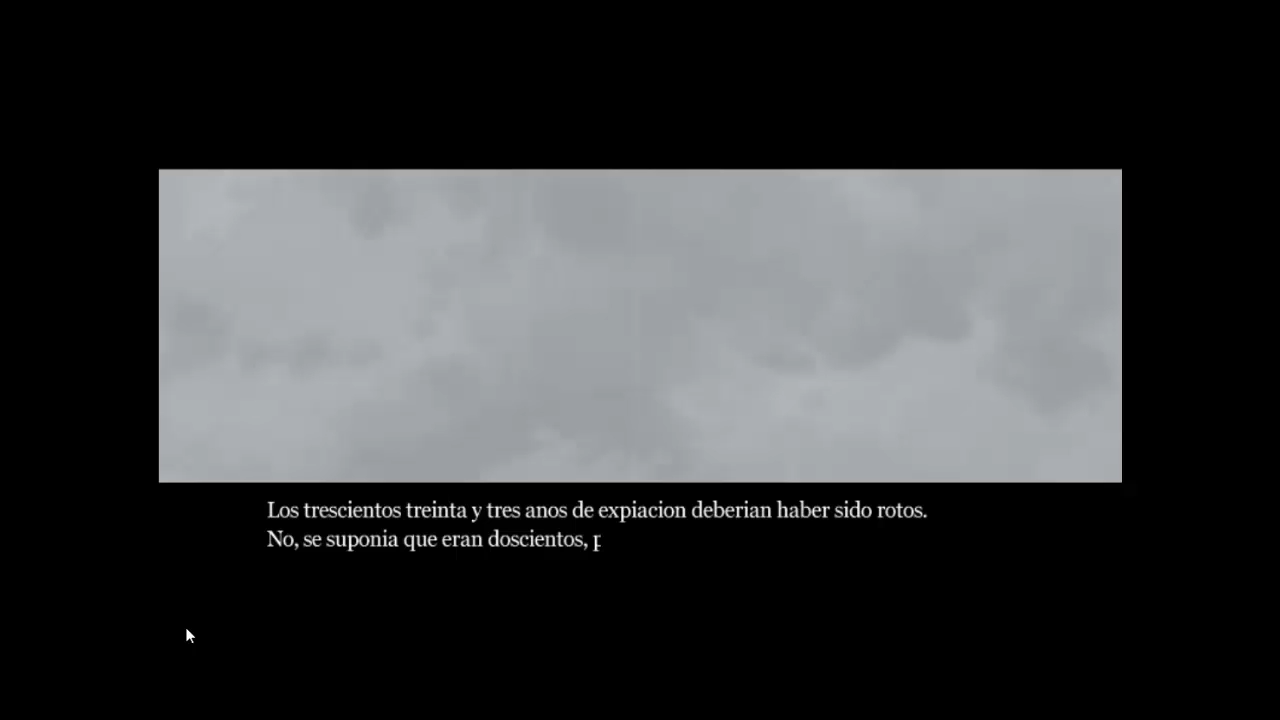 Los trescientos treinta y tres anos de expiacion deberian haber sido rotos.
No, se suponia que eran doscientos, p